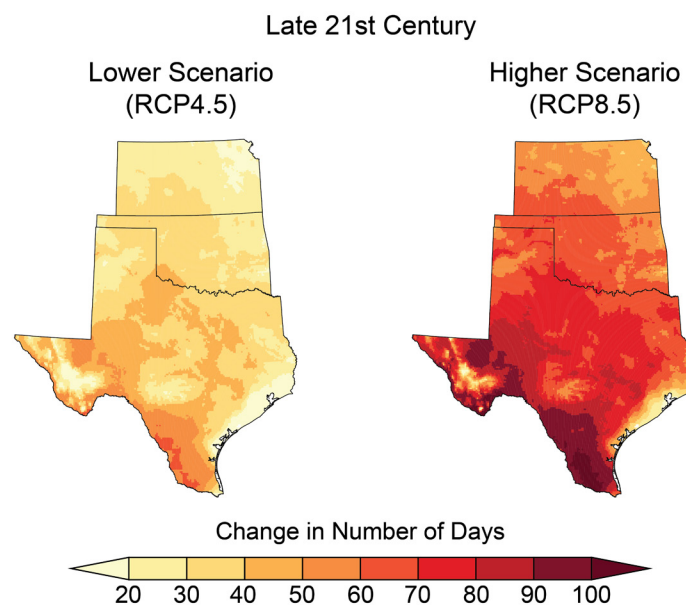 Late 21st Century
Lower Scenario
(RCP4.5)
Higher Scenario
(RCP8.5)
Change in Number of Days
20 30 40 50 60 70 80 90 100